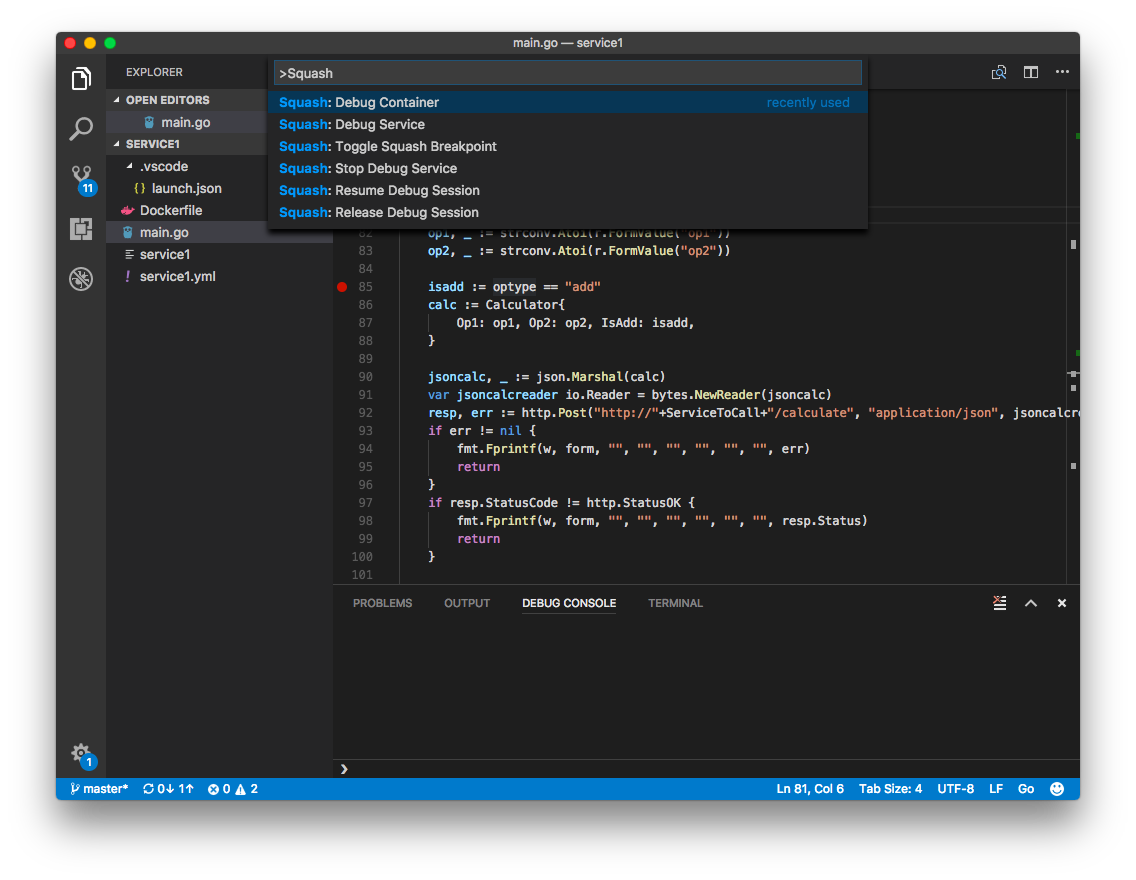 main.go — service1
EXPLORER
OPEN EDITORS
main.go
SERVICE1
.vscode
{} launch.json
Dockerfile
main.go
service1
! service1.yml
11
1
>Squash
Squash: Debug Container recently used
Squash: Debug Service
Squash: Toggle Squash Breakpoint
Squash: Stop Debug Service
Squash: Resume Debug Session
Squash: Release Debug Session
82 op1, _ := strconv.Atoi(r.FormValue("op1"))
83 op2, _ := strconv.Atoi(r.FormValue("op2"))
84
85 isadd := optype == "add"
86 calc := Calculator{
87 Op1: op1, Op2: op2, IsAdd: isadd,
88 }
89
90 jsoncalc, _ := json.Marshal(calc)
91 var jsoncalcreader io.Reader = bytes.NewReader(jsoncalc)
92 resp, err := http.Post("http://"+ServiceToCall+"/calculate", "application/json", jsoncalcre
93 if err != nil {
94 fmt.Fprintf(w, form, "", "", "", "", "", "", err)
95 return
96 }
97 if resp.StatusCode != http.StatusOK {
98 fmt.Fprintf(w, form, "", "", "", "", "", "", resp.Status)
99 return
100 }
101
PROBLEMS OUTPUT DEBUG CONSOLE TERMINAL
master* 0↓ 1↑ 0 2 Ln 81, Col 6 Tab Size: 4 UTF-8 LF Go